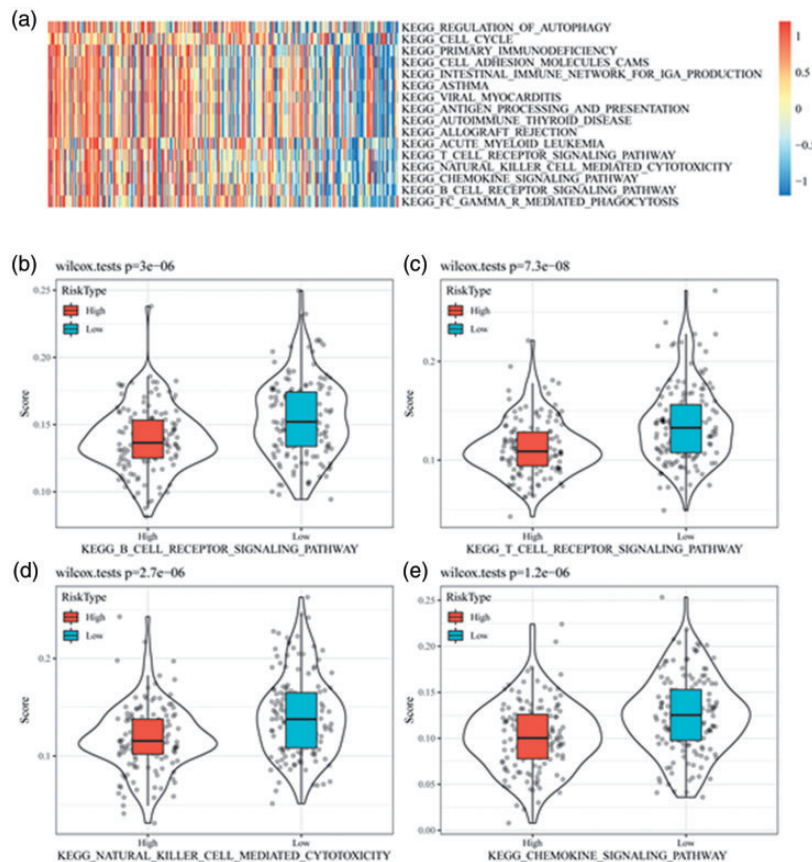 (a)
KEGG_REGULATION_OF_AUTOPHAGY
KEGG_CELL_CYCLE
KEGG_PRIMARY_IMMUNODEFICIENCY
KEGG_CELL_ADHESION_MOLECULES_CAMS
KEGG_INTESTINAL_IMMUNE_NETWORK_FOR_IGA_PRODUCTION
KEGG_ASTHMA
KEGG_VIRAL_MYOCARDITIS
KEGG_ANTIGEN_PROCESSING_AND_PRESENTATION
KEGG_AUTOIMMUNE_THYROID_DISEASE
KEGG_ALLOGRAFT_REJECTION
KEGG_ACUTE_MYELOID_LEUKEMIA
KEGG_T_CELL_RECEPTOR_SIGNALING_PATHWAY
KEGG_NATURAL_KILLER_CELL_MEDIATED_CYTOTOXICITY
KEGG_CHEMOKINE_SIGNALING_PATHWAY
KEGG_B_CELL_RECEPTOR_SIGNALING_PATHWAY
KEGG_FC_GAMMA_R_MEDIATED_PHAGOCYTOSIS
1
0.5
0
−0.5
−1
(b)
wilcox.tests p=3e−06
RiskType
High
Low
Score
0.25
0.20
0.15
0.10
High
Low
KEGG_B_CELL_RECEPTOR_SIGNALING_PATHWAY
(c)
wilcox.tests p=7.3e−08
RiskType
High
Low
Score
0.2
0.1
High
Low
KEGG_T_CELL_RECEPTOR_SIGNALING_PATHWAY
(d)
wilcox.tests p=2.7e−06
RiskType
High
Low
Score
0.2
0.1
High
Low
KEGG_NATURAL_KILLER_CELL_MEDIATED_CYTOTOXICITY
(e)
wilcox.tests p=1.2e−06
RiskType
High
Low
Score
0.25
0.20
0.15
0.10
0.05
0.00
High
Low
KEGG_CHEMOKINE_SIGNALING_PATHWAY